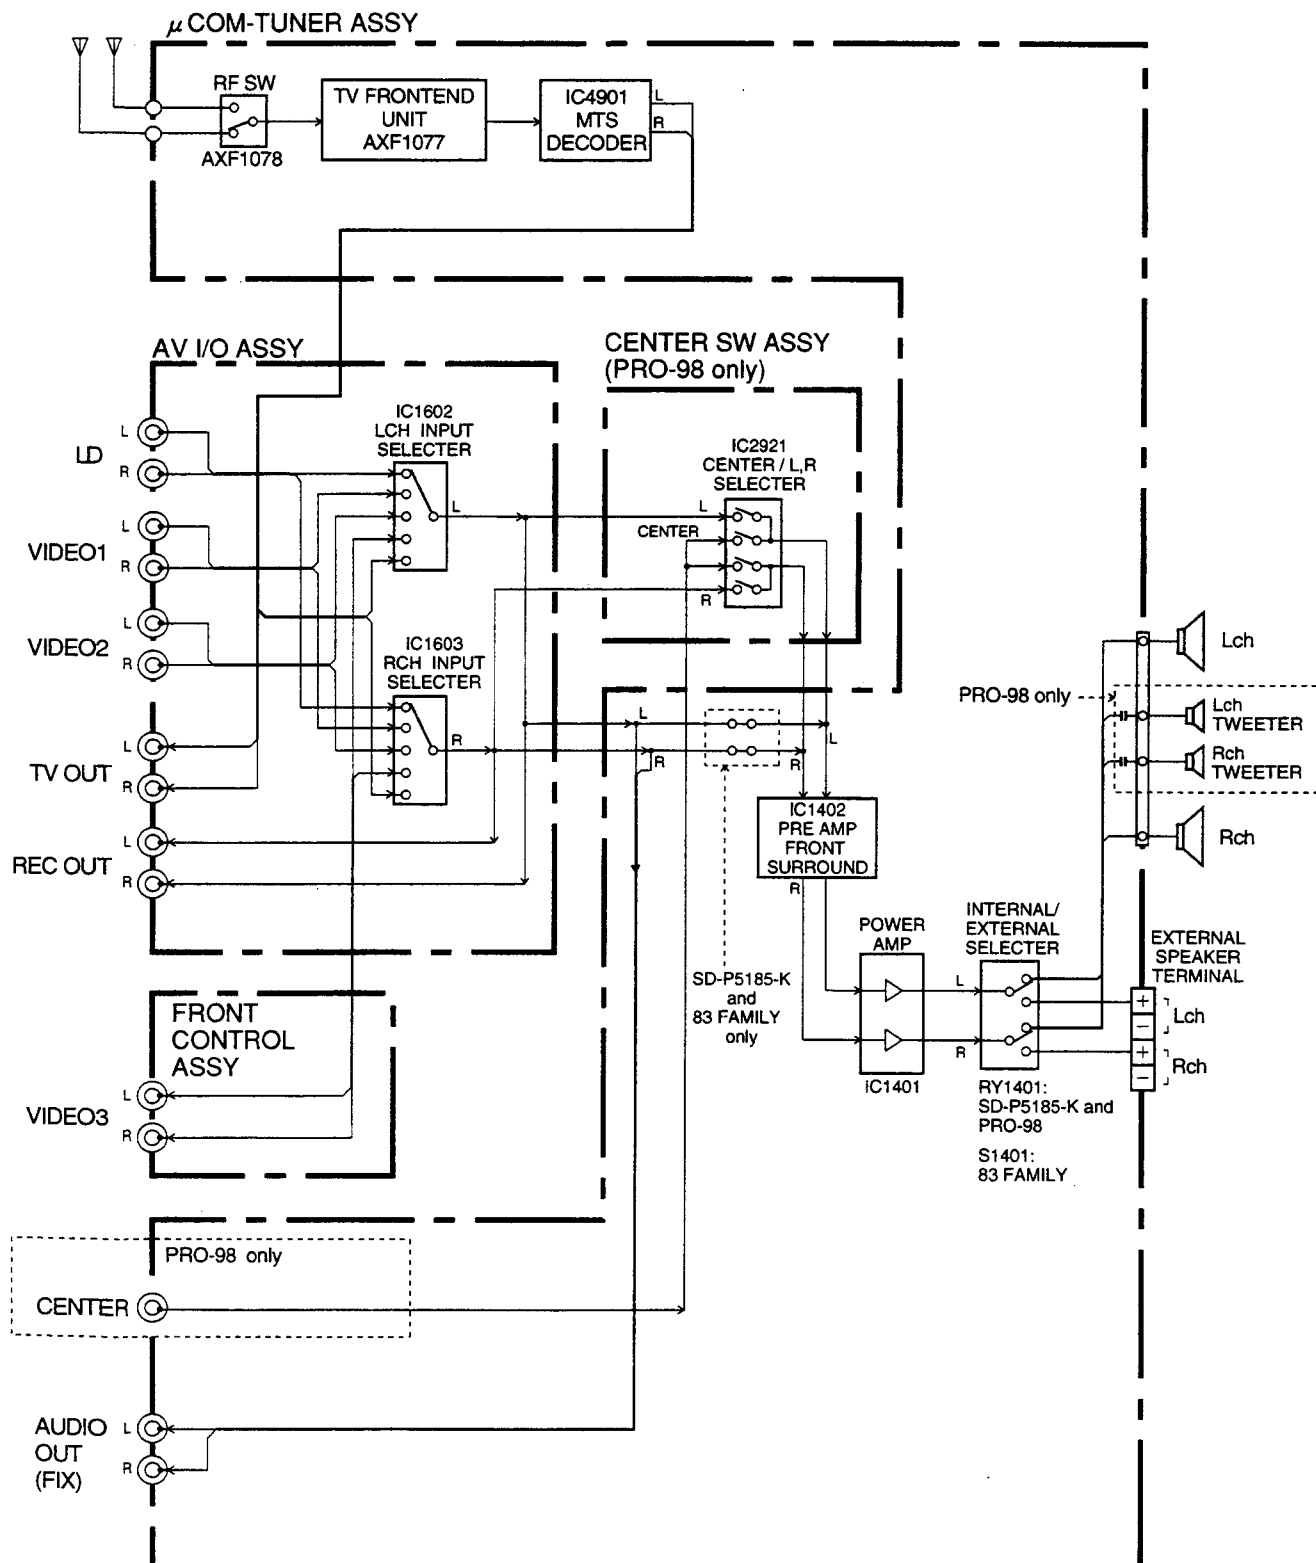 μ COM-TUNER ASSY
RF SW
AXF1078
TV FRONTEND
UNIT
AXF1077
IC4901
MTS
DECODER
L
R
AV I/O ASSY
CENTER SW ASSY
(PRO-98 only)
LD
L
R
VIDEO1
L
R
VIDEO2
L
R
TV OUT
L
R
REC OUT
L
R
IC1602
LCH INPUT
SELECTER
L
IC1603
RCH INPUT
SELECTER
R
IC2921
CENTER / L,R
SELECTER
L
CENTER
R
L
R
L
R
IC1402
PRE AMP
FRONT
SURROUND
R
SD-P5185-K
and
83 FAMILY
only
POWER
AMP
IC1401
L
R
INTERNAL/
EXTERNAL
SELECTER
RY1401:
SD-P5185-K and
PRO-98
S1401:
83 FAMILY
Lch
PRO-98 only
Lch
TWEETER
Rch
TWEETER
Rch
EXTERNAL
SPEAKER
TERMINAL
+
−
Lch
+
−
Rch
FRONT
CONTROL
ASSY
VIDEO3
L
R
PRO-98 only
CENTER
AUDIO
OUT
(FIX)
L
R